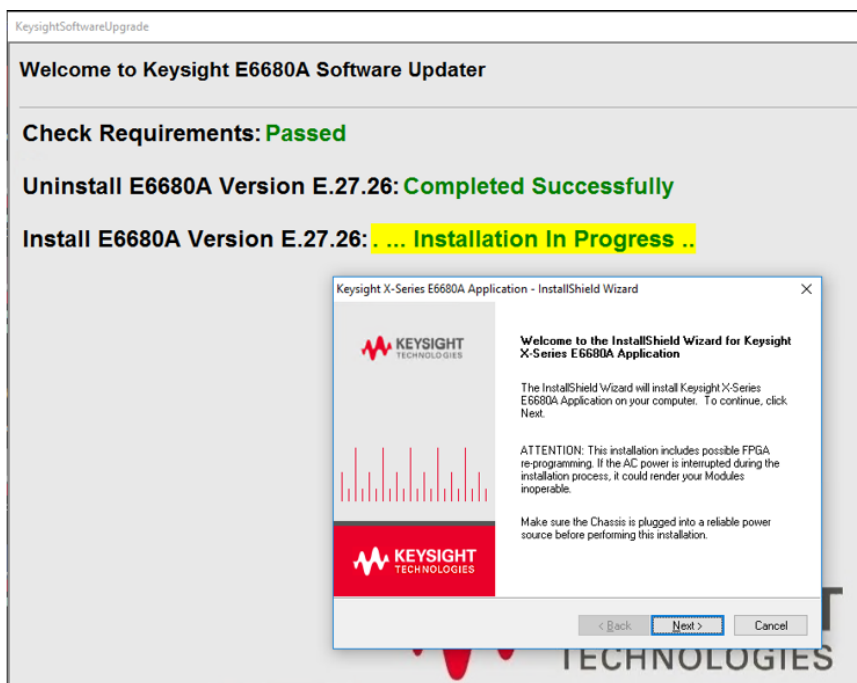 KeysightSoftwareUpgrade
Welcome to Keysight E6680A Software Updater
Check Requirements: Passed
Uninstall E6680A Version E.27.26: Completed Successfully
Install E6680A Version E.27.26: . ... Installation In Progress ..
Keysight X-Series E6680A Application - InstallShield Wizard
KEYSIGHT
TECHNOLOGIES
Welcome to the InstallShield Wizard for Keysight
X-Series E6680A Application
The InstallShield Wizard will install Keysight X-Series
E6680A Application on your computer. To continue, click
Next.
ATTENTION: This installation includes possible FPGA
re-programming. If the AC power is interrupted during the
installation process, it could render your Modules
inoperable.
Make sure the Chassis is plugged into a reliable power
source before performing this installation.
KEYSIGHT
TECHNOLOGIES
< Back
Next >
Cancel
T
TECHNOLOGIES